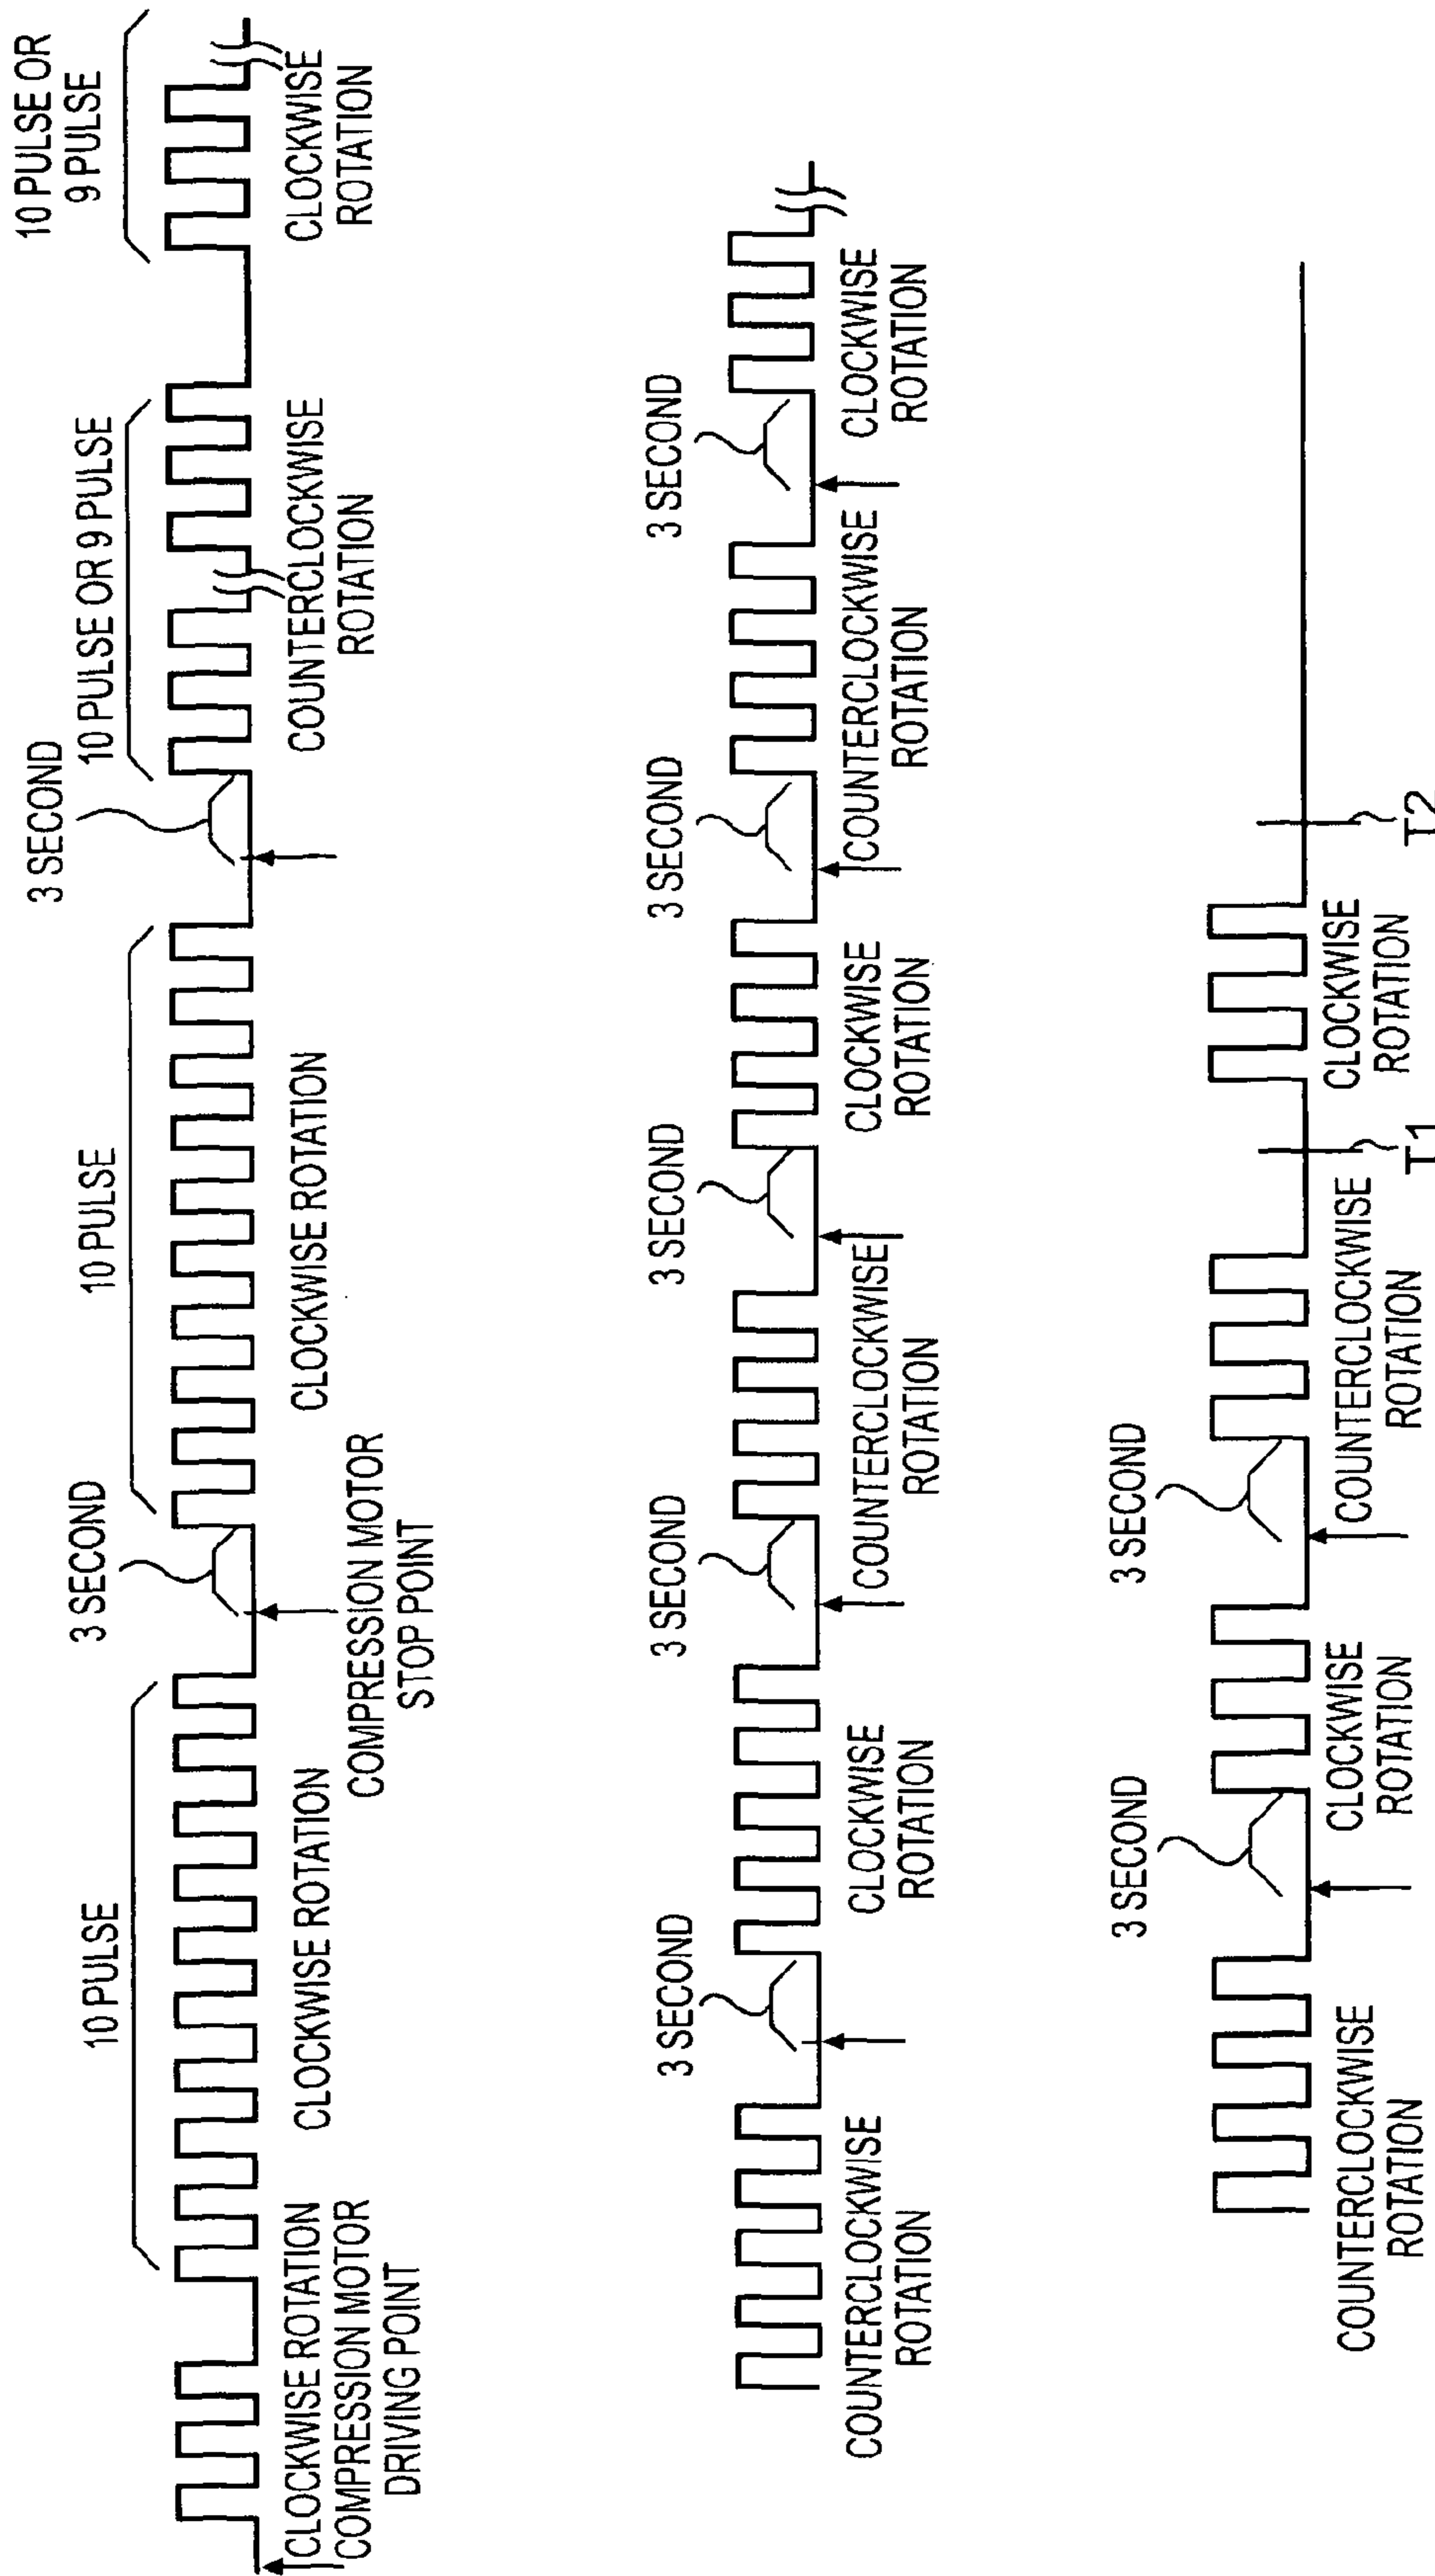 10 PULSE
3 SECOND
10 PULSE
3 SECOND
10 PULSE OR 9 PULSE
10 PULSE OR
9 PULSE
CLOCKWISE ROTATION
COMPRESSION MOTOR
DRIVING POINT
CLOCKWISE ROTATION
COMPRESSION MOTOR
STOP POINT
CLOCKWISE ROTATION
COUNTERCLOCKWISE
ROTATION
CLOCKWISE
ROTATION
3 SECOND
3 SECOND
3 SECOND
3 SECOND
3 SECOND
COUNTERCLOCKWISE
ROTATION
CLOCKWISE
ROTATION
COUNTERCLOCKWISE
ROTATION
CLOCKWISE
ROTATION
COUNTERCLOCKWISE
ROTATION
CLOCKWISE
ROTATION
3 SECOND
3 SECOND
COUNTERCLOCKWISE
ROTATION
CLOCKWISE
ROTATION
COUNTERCLOCKWISE
ROTATION
T1
CLOCKWISE
ROTATION
T2